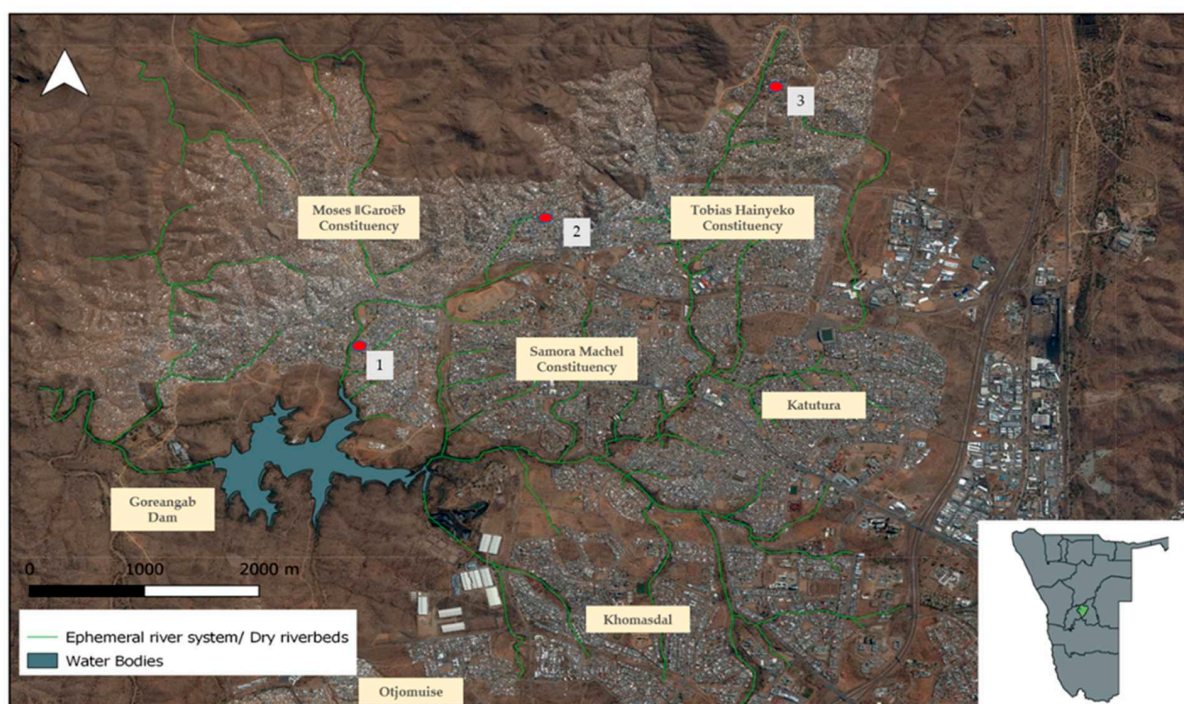 3
Moses ǁGaroëb
Constituency
Tobias Hainyeko
Constituency
2
1
Samora Machel
Constituency
Katutura
Goreangab
Dam
0 1000 2000 m
Khomasdal
Ephemeral river system/ Dry riverbeds
Water Bodies
Otjomuise